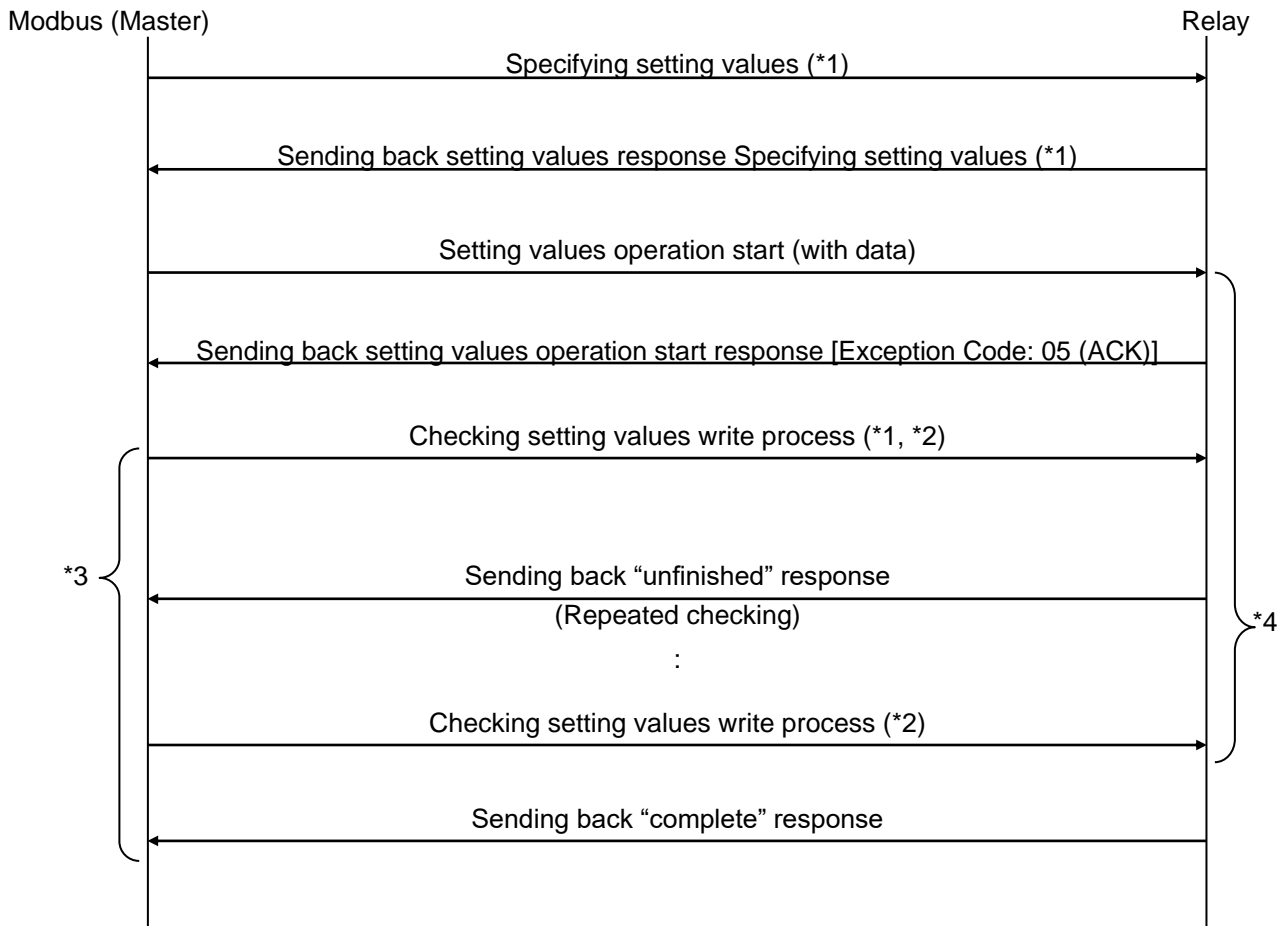 Modbus (Master)
Relay
Specifying setting values (*1)
Sending back setting values response Specifying setting values (*1)
Setting values operation start (with data)
Sending back setting values operation start response [Exception Code: 05 (ACK)]
Checking setting values write process (*1, *2)
*3
Sending back “unfinished” response
(Repeated checking)
*4
:
Checking setting values write process (*2)
Sending back “complete” response